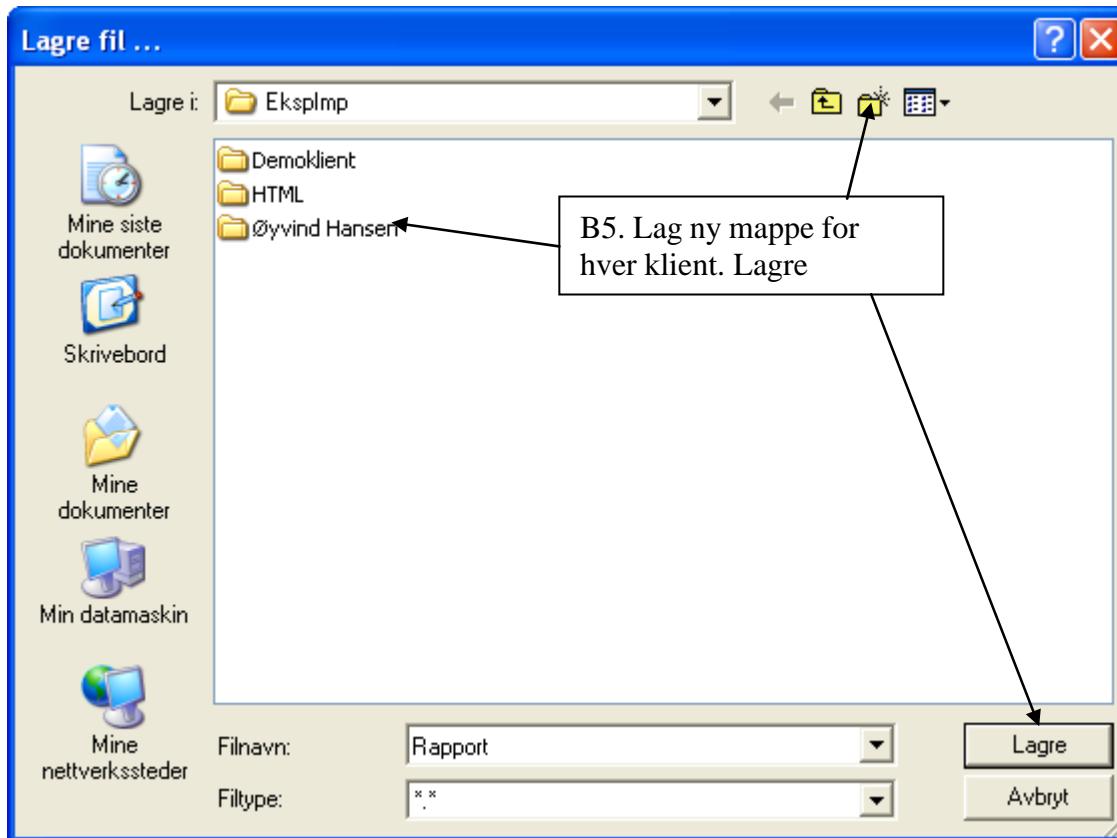 Lagre fil ...
Lagre i:
EkspImp
Mine siste
dokumenter
Skrivebord
Mine
dokumenter
Min datamaskin
Mine
nettverkssteder
Demoklient
HTML
Øyvind Hansen
B5. Lag ny mappe for
hver klient. Lagre
Filnavn:
Rapport
Lagre
Filtype:
*.*
Avbryt